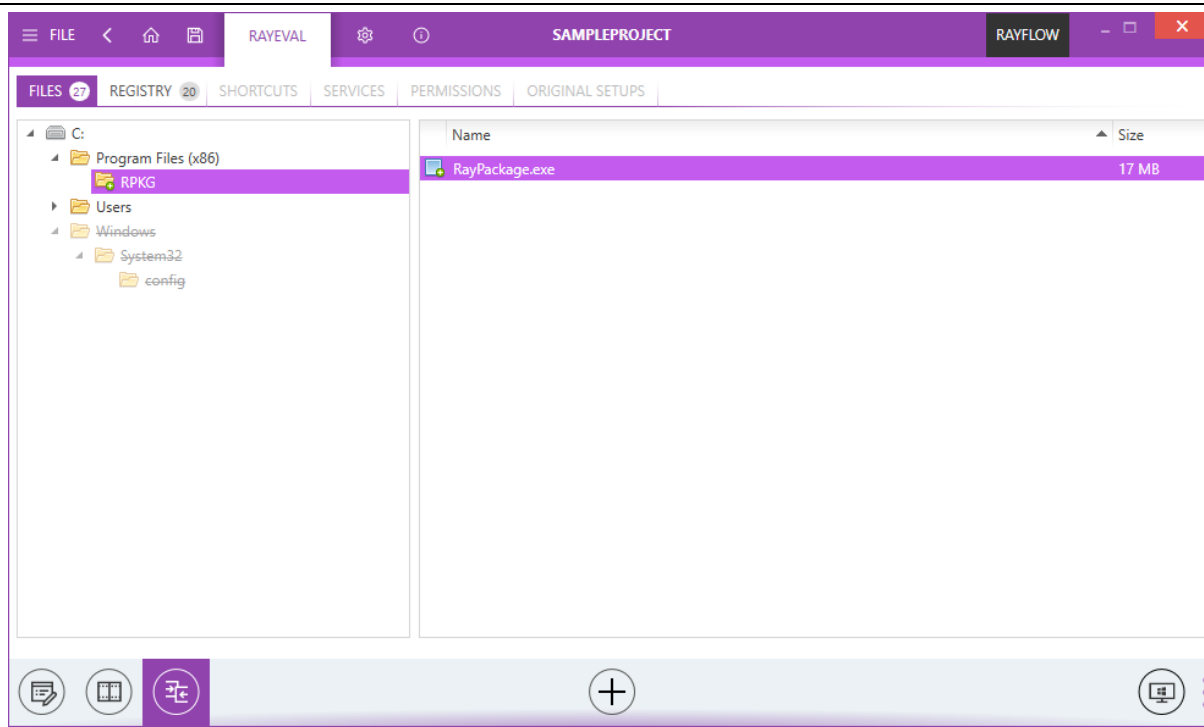 FILE RAYEVAL SAMPLEPROJECT RAYFLOW
FILES 27 REGISTRY 20 SHORTCUTS SERVICES PERMISSIONS ORIGINAL SETUPS
C:
Program Files (x86)
RPKG
Users
Windows
System32
config
Name Size
RayPackage.exe 17 MB